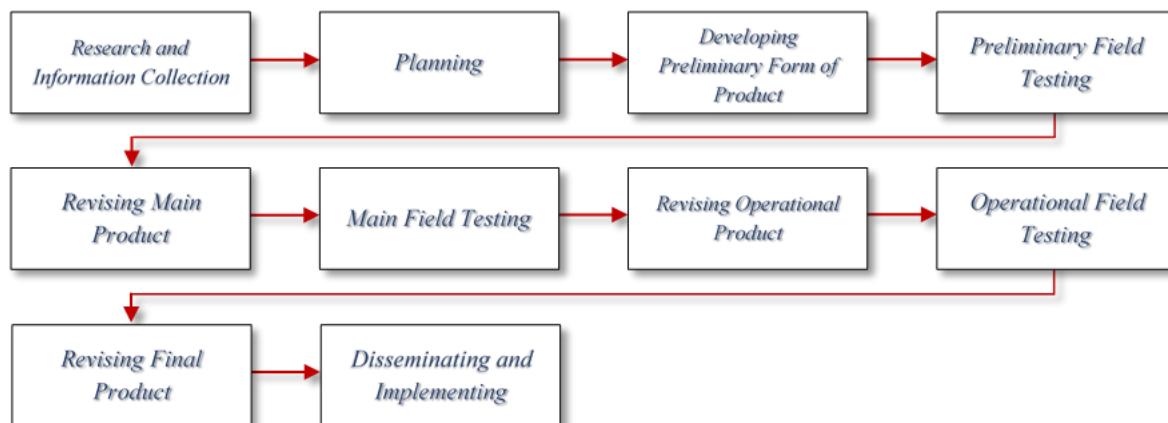 Research and
Information Collection
Planning
Developing
Preliminary Form of
Product
Preliminary Field
Testing
Revising Main
Product
Main Field Testing
Revising Operational
Product
Operational Field
Testing
Revising Final
Product
Disseminating and
Implementing